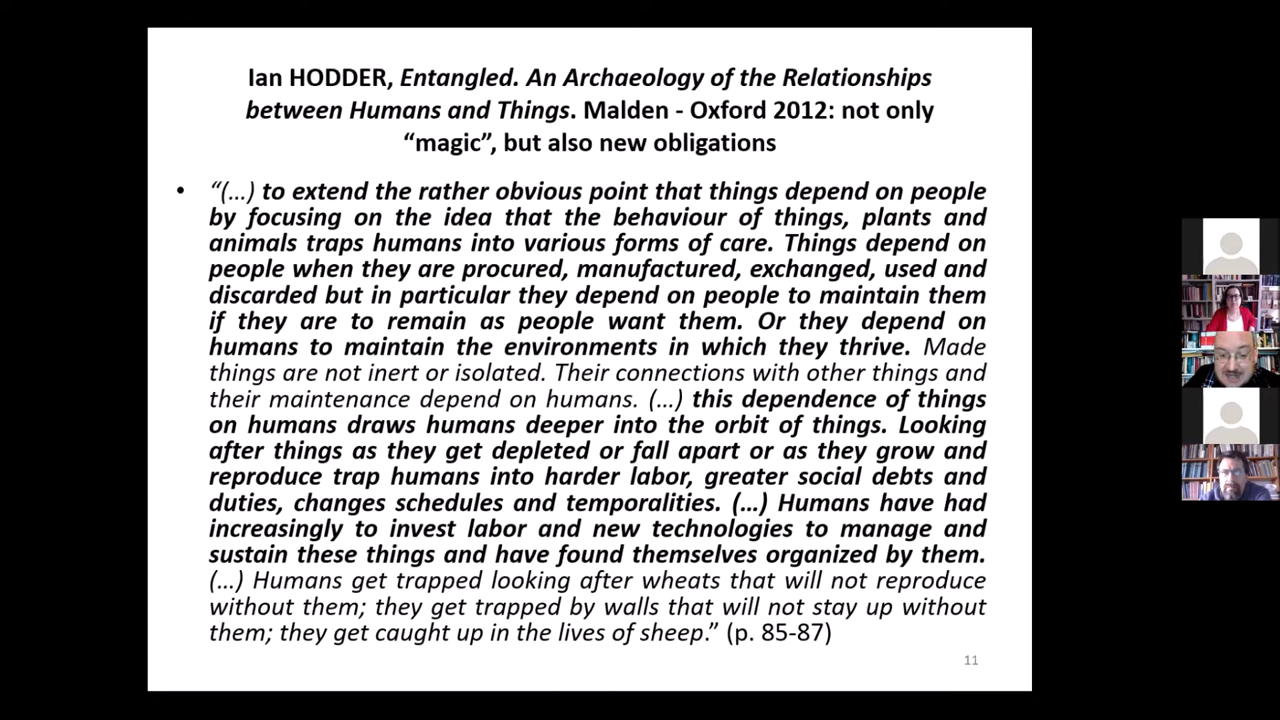 Ian HODDER, Entangled. An Archaeology of the Relationships
between Humans and Things. Malden - Oxford 2012: not only
“magic”, but also new obligations
• “(…) to extend the rather obvious point that things depend on people
by focusing on the idea that the behaviour of things, plants and
animals traps humans into various forms of care. Things depend on
people when they are procured, manufactured, exchanged, used and
discarded but in particular they depend on people to maintain them
if they are to remain as people want them. Or they depend on
humans to maintain the environments in which they thrive. Made
things are not inert or isolated. Their connections with other things and
their maintenance depend on humans. (…) this dependence of things
on humans draws humans deeper into the orbit of things. Looking
after things as they get depleted or fall apart or as they grow and
reproduce trap humans into harder labor, greater social debts and
duties, changes schedules and temporalities. (…) Humans have had
increasingly to invest labor and new technologies to manage and
sustain these things and have found themselves organized by them.
(…) Humans get trapped looking after wheats that will not reproduce
without them; they get trapped by walls that will not stay up without
them; they get caught up in the lives of sheep.” (p. 85-87)
11